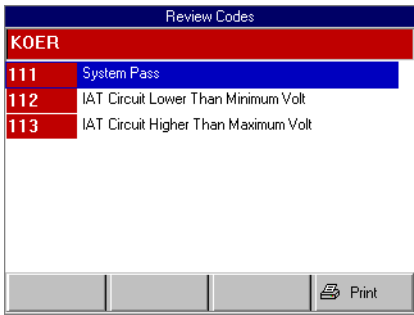 Review Codes
KOER
111 System Pass
112 IAT Circuit Lower Than Minimum Volt
113 IAT Circuit Higher Than Maximum Volt
Print